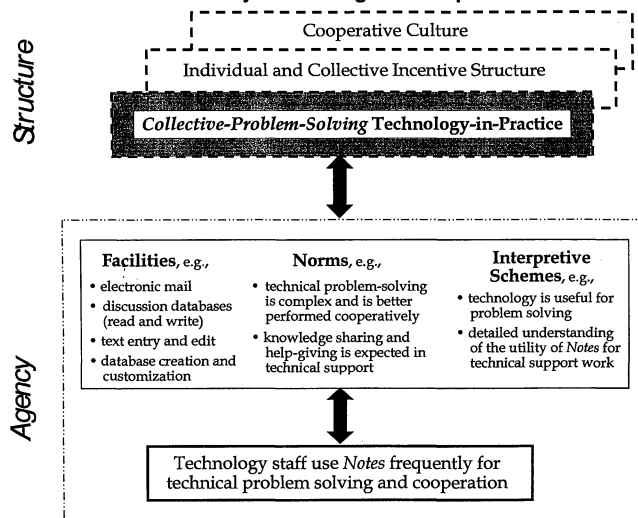 Cooperative Culture
Individual and Collective Incentive Structure
Collective-Problem-Solving Technology-in-Practice
Structure
Facilities, e.g.,
• electronic mail
• discussion databases
(read and write)
• text entry and edit
• database creation and
customization
Norms, e.g.,
• technical problem-solving
is complex and is better
performed cooperatively
• knowledge sharing and
help-giving is expected in
technical support
Interpretive
Schemes, e.g.,
• technology is useful for
problem solving
• detailed understanding
of the utility of Notes for
technical support work
Agency
Technology staff use Notes frequently for
technical problem solving and cooperation